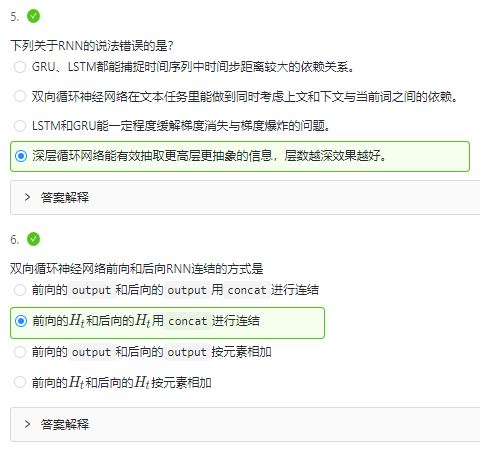 5.
下列关于RNN的说法错误的是?
GRU、LSTM都能捕捉时间序列中时间步距离较大的依赖关系。
双向循环神经网络在文本任务里能做到同时考虑上文和下文与当前词之间的依赖。
LSTM和GRU能一定程度缓解梯度消失与梯度爆炸的问题。
深层循环网络能有效抽取更高层更抽象的信息，层数越深效果越好。
> 答案解释
6.
双向循环神经网络前向和后向RNN连结的方式是
前向的 output 和后向的 output 用 concat 进行连结
前向的Hₜ和后向的Hₜ用 concat 进行连结
前向的 output 和后向的 output 按元素相加
前向的Hₜ和后向的Hₜ按元素相加
> 答案解释